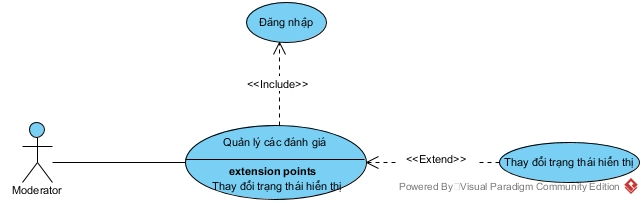 Đăng nhập
<<Include>>
Quản lý các đánh giá
extension points
Thay đổi trạng thái hiển thị
<<Extend>>
Thay đổi trạng thái hiển thị
Moderator
Powered By Visual Paradigm Community Edition